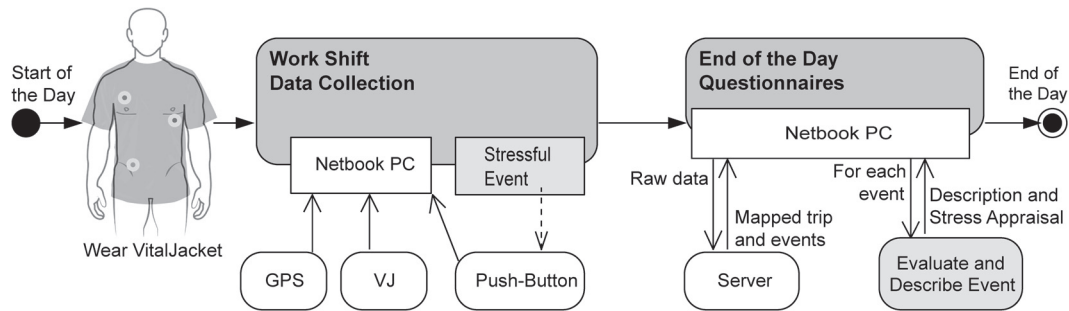 Start of
the Day
Wear VitalJacket
Work Shift
Data Collection
Netbook PC
Stressful
Event
GPS
VJ
Push-Button
End of the Day
Questionnaires
Netbook PC
Raw data
Mapped trip
and events
For each
event
Description and
Stress Appraisal
Server
Evaluate and
Describe Event
End of
the Day